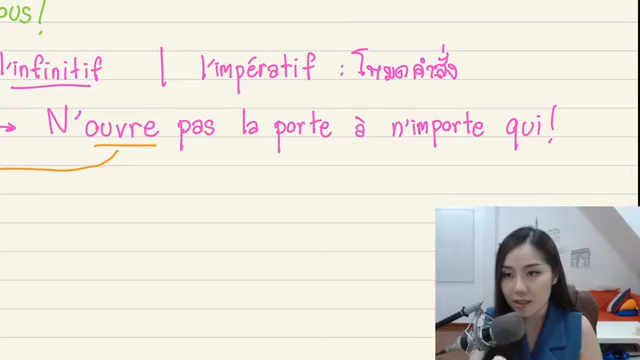 ous!
l'infinitif | l'impératif : โหมดคำสั่ง
→ N'ouvre pas la porte à n'importe qui!